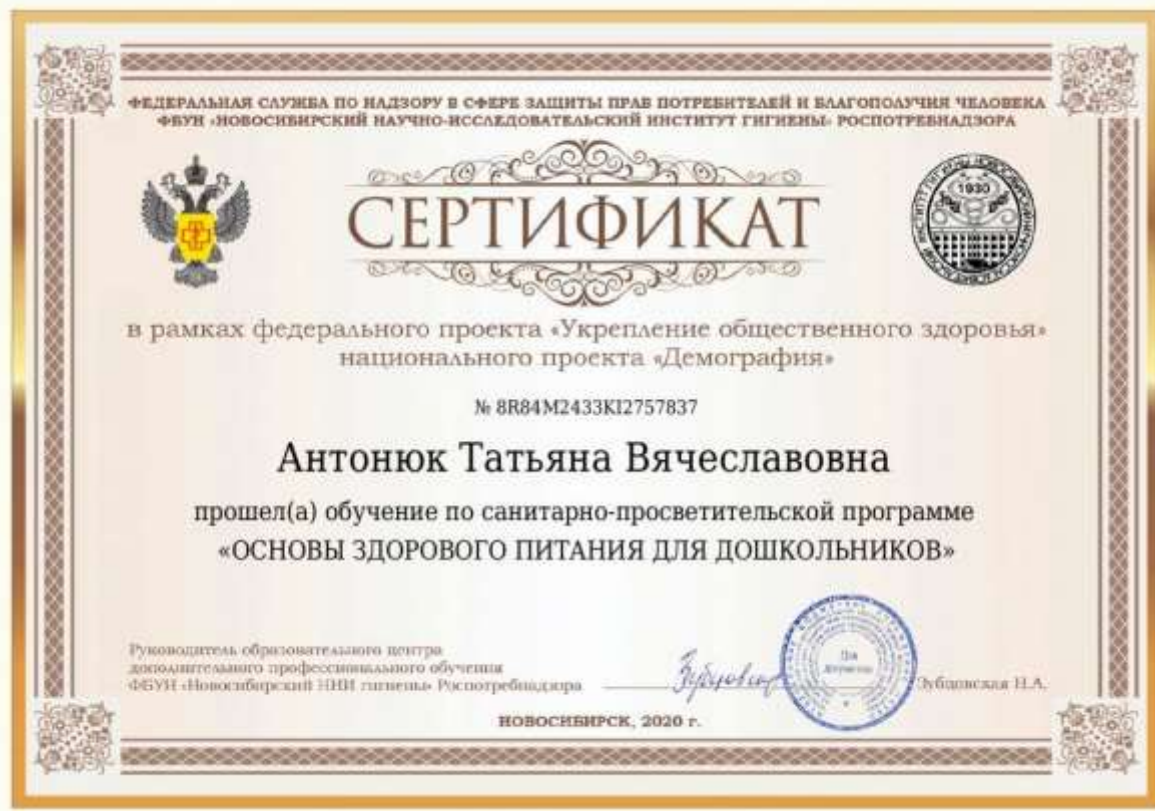 ФЕДЕРАЛЬНАЯ СЛУЖБА ПО НАДЗОРУ В СФЕРЕ ЗАЩИТЫ ПРАВ ПОТРЕБИТЕЛЕЙ И БЛАГОПОЛУЧИЯ ЧЕЛОВЕКА
ФБУН «НОВОСИБИРСКИЙ НАУЧНО-ИССЛЕДОВАТЕЛЬСКИЙ ИНСТИТУТ ГИГИЕНЫ» РОСПОТРЕБНАДЗОРА
1930
СЕРТИФИКАТ
в рамках федерального проекта «Укрепление общественного здоровья»
национального проекта «Демография»
№ 8R84M2433KI2757837
Антонюк Татьяна Вячеславовна
прошел(а) обучение по санитарно-просветительской программе
«ОСНОВЫ ЗДОРОВОГО ПИТАНИЯ ДЛЯ ДОШКОЛЬНИКОВ»
Руководитель образовательного центра
дополнительного профессионального обучения
ФБУН «Новосибирский НИИ гигиены» Роспотребнадзора
Зубцовская Н.А.
НОВОСИБИРСК, 2020 г.